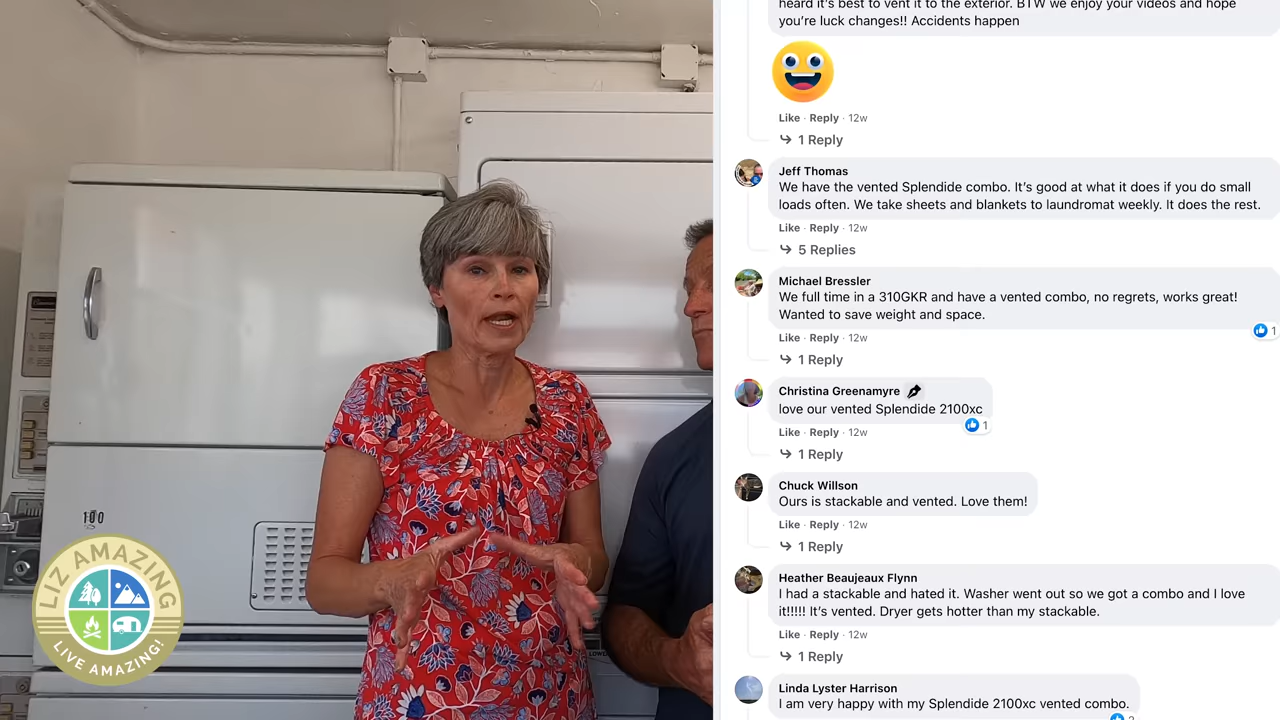 heard it's best to vent it to the exterior. BTW we enjoy your videos and hope
you're luck changes!! Accidents happen
Like · Reply · 12w
1 Reply
Jeff Thomas
We have the vented Splendide combo. It's good at what it does if you do small
loads often. We take sheets and blankets to laundromat weekly. It does the rest.
Like · Reply · 12w
5 Replies
Michael Bressler
We full time in a 310GKR and have a vented combo, no regrets, works great!
Wanted to save weight and space.
1
Like · Reply · 12w
1 Reply
Christina Greenamyre
love our vented Splendide 2100xc
1
Like · Reply · 12w
1 Reply
Chuck Willson
Ours is stackable and vented. Love them!
Like · Reply · 12w
1 Reply
Heather Beaujeaux Flynn
I had a stackable and hated it. Washer went out so we got a combo and I love
it!!!!! It's vented. Dryer gets hotter than my stackable.
Like · Reply · 12w
1 Reply
Linda Lyster Harrison
I am very happy with my Splendide 2100xc vented combo.
100
LIZ AMAZING
LIVE AMAZING!